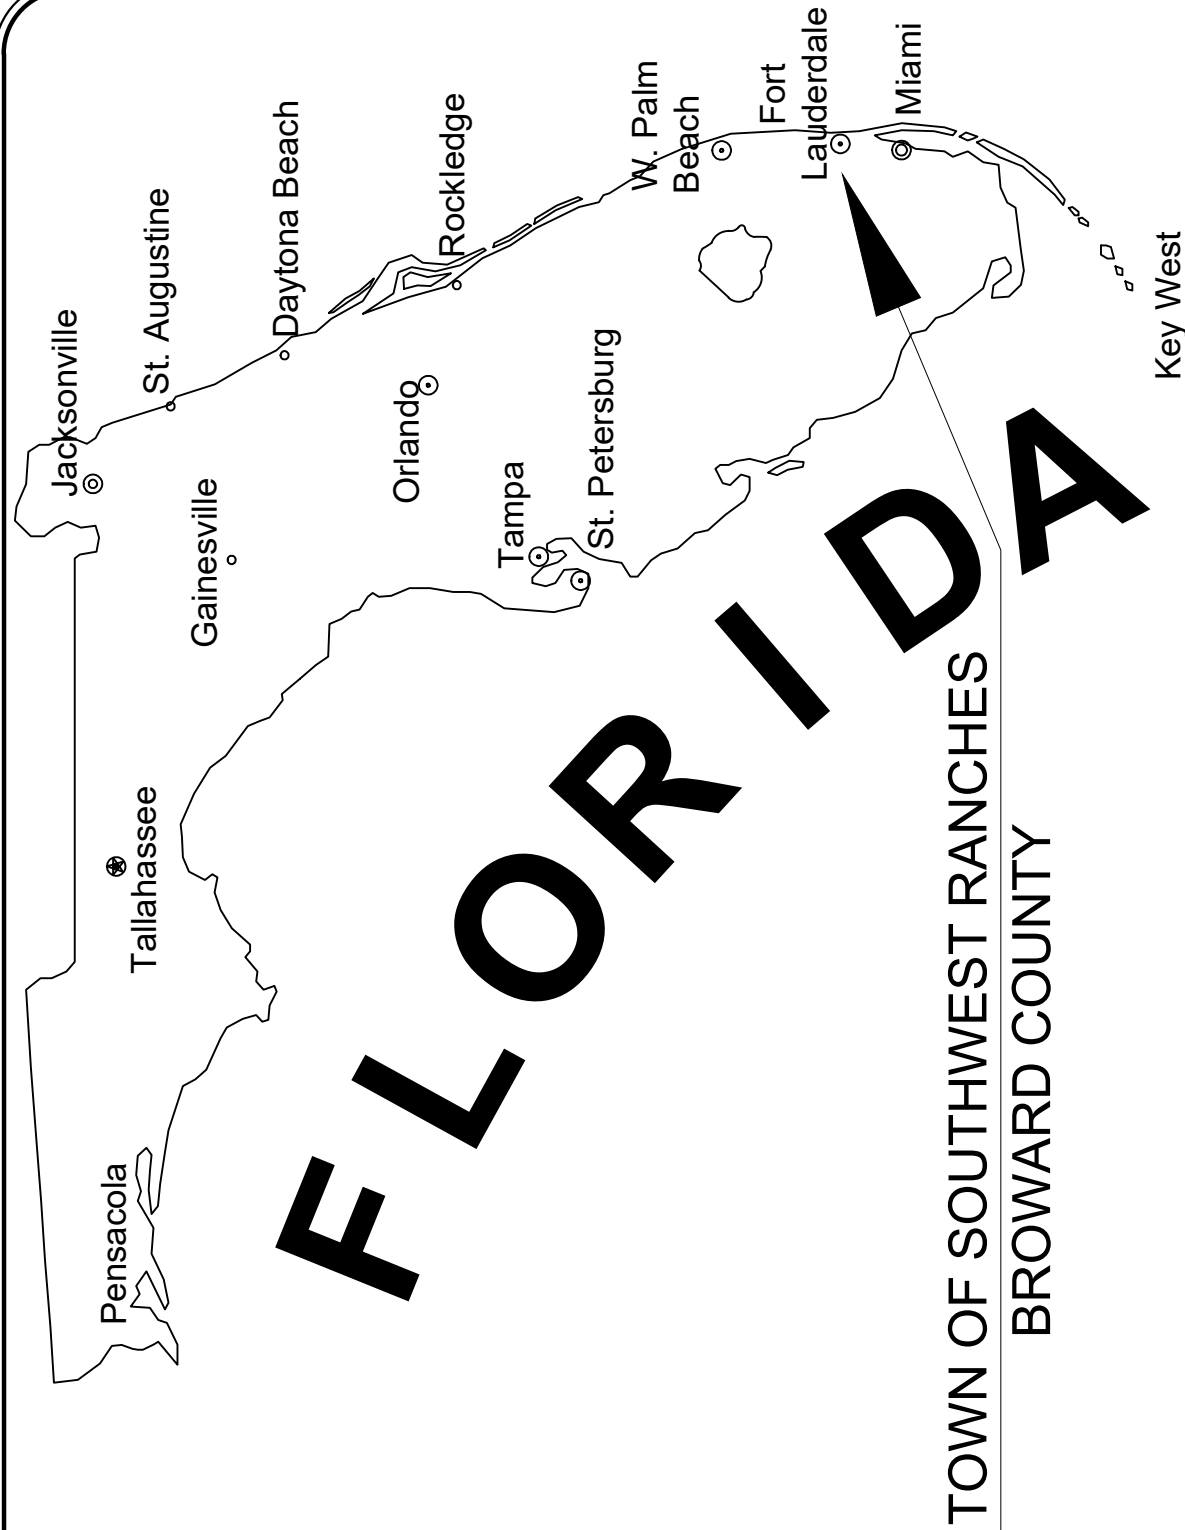 Jacksonville
St. Augustine
Daytona Beach
Rockledge
W. Palm
Beach
Fort
Lauderdale
Miami
Key West
Gainesville
Orlando
Tampa
St. Petersburg
Tallahassee
Pensacola
FLORIDA
TOWN OF SOUTHWEST RANCHES
BROWARD COUNTY